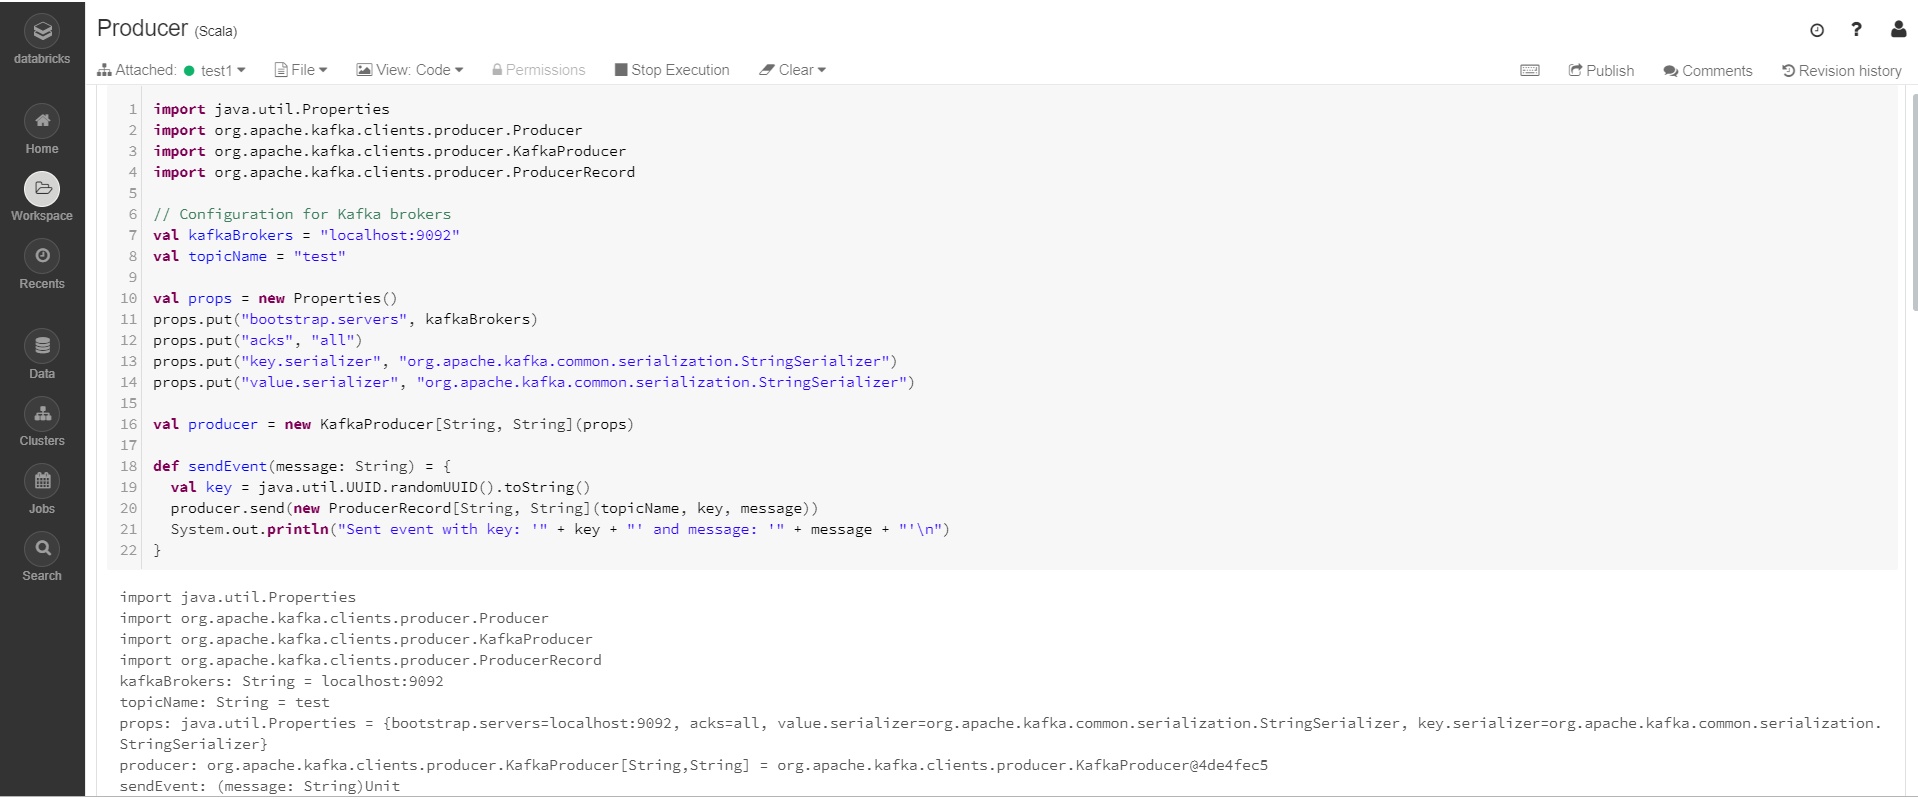 databricks
Home
Workspace
Recents
Data
Clusters
Jobs
Search
Producer (Scala)
?
Attached: test1 File View: Code Permissions Stop Execution Clear Publish Comments Revision history
1 import java.util.Properties
2 import org.apache.kafka.clients.producer.Producer
3 import org.apache.kafka.clients.producer.KafkaProducer
4 import org.apache.kafka.clients.producer.ProducerRecord
5
6 // Configuration for Kafka brokers
7 val kafkaBrokers = "localhost:9092"
8 val topicName = "test"
9
10 val props = new Properties()
11 props.put("bootstrap.servers", kafkaBrokers)
12 props.put("acks", "all")
13 props.put("key.serializer", "org.apache.kafka.common.serialization.StringSerializer")
14 props.put("value.serializer", "org.apache.kafka.common.serialization.StringSerializer")
15
16 val producer = new KafkaProducer[String, String](props)
17
18 def sendEvent(message: String) = {
19   val key = java.util.UUID.randomUUID().toString()
20   producer.send(new ProducerRecord[String, String](topicName, key, message))
21   System.out.println("Sent event with key: '" + key + "' and message: '" + message + "'\n")
22 }
import java.util.Properties
import org.apache.kafka.clients.producer.Producer
import org.apache.kafka.clients.producer.KafkaProducer
import org.apache.kafka.clients.producer.ProducerRecord
kafkaBrokers: String = localhost:9092
topicName: String = test
props: java.util.Properties = {bootstrap.servers=localhost:9092, acks=all, value.serializer=org.apache.kafka.common.serialization.StringSerializer, key.serializer=org.apache.kafka.common.serialization.
StringSerializer}
producer: org.apache.kafka.clients.producer.KafkaProducer[String,String] = org.apache.kafka.clients.producer.KafkaProducer@4de4fec5
sendEvent: (message: String)Unit